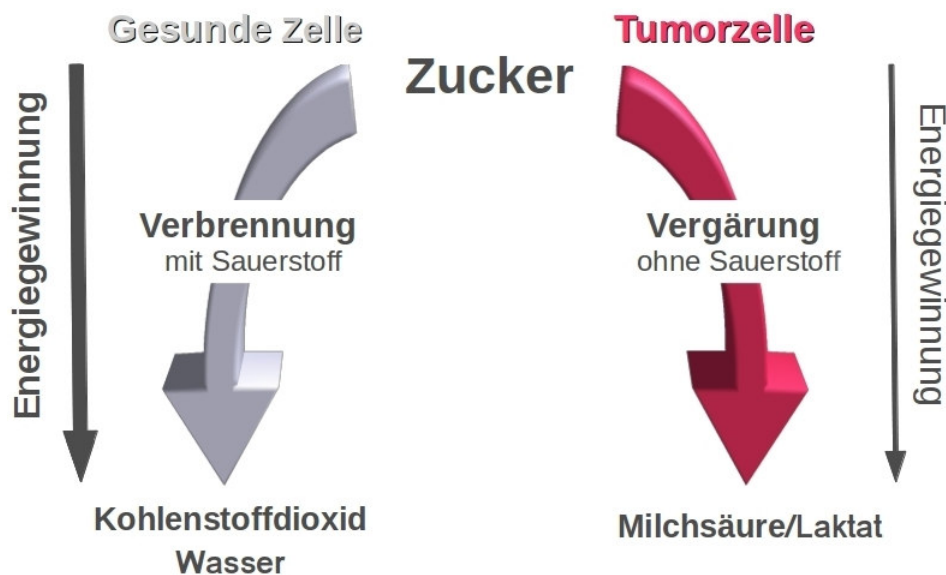 Gesunde Zelle
Tumorzelle
Zucker
Energiegewinnung
Verbrennung
mit Sauerstoff
Vergärung
ohne Sauerstoff
Energiegewinnung
Kohlenstoffdioxid
Wasser
Milchsäure/Laktat